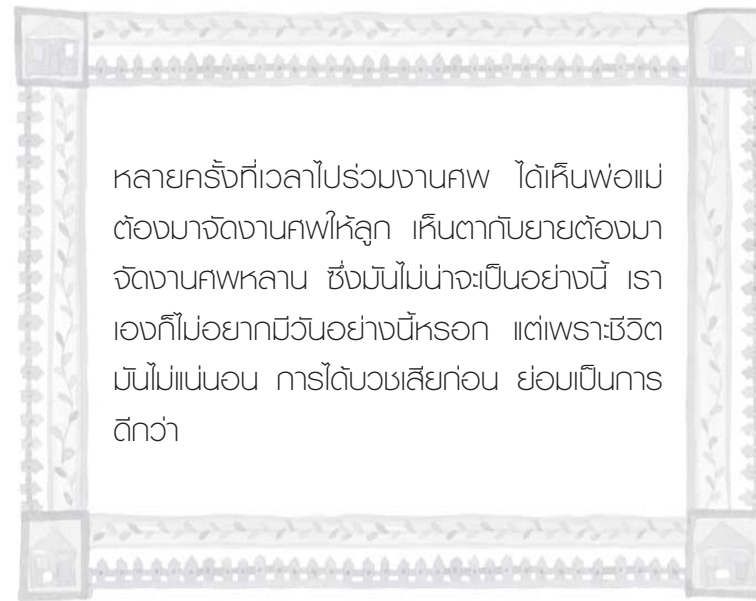 หลายครั้งที่เวลาไปร่วมงานศพ ได้เห็นพ่อแม่
ต้องมาจัดงานศพให้ลูก เห็นตากับยายต้องมา
จัดงานศพหลาน ซึ่งมันไม่น่าจะเป็นอย่างนี้ เรา
เองก็ไม่อยากมีวันอย่างนี้หรอก แต่เพราะชีวิต
มันไม่แน่นอน การได้บวชเสียก่อน ย่อมเป็นการ
ดีกว่า